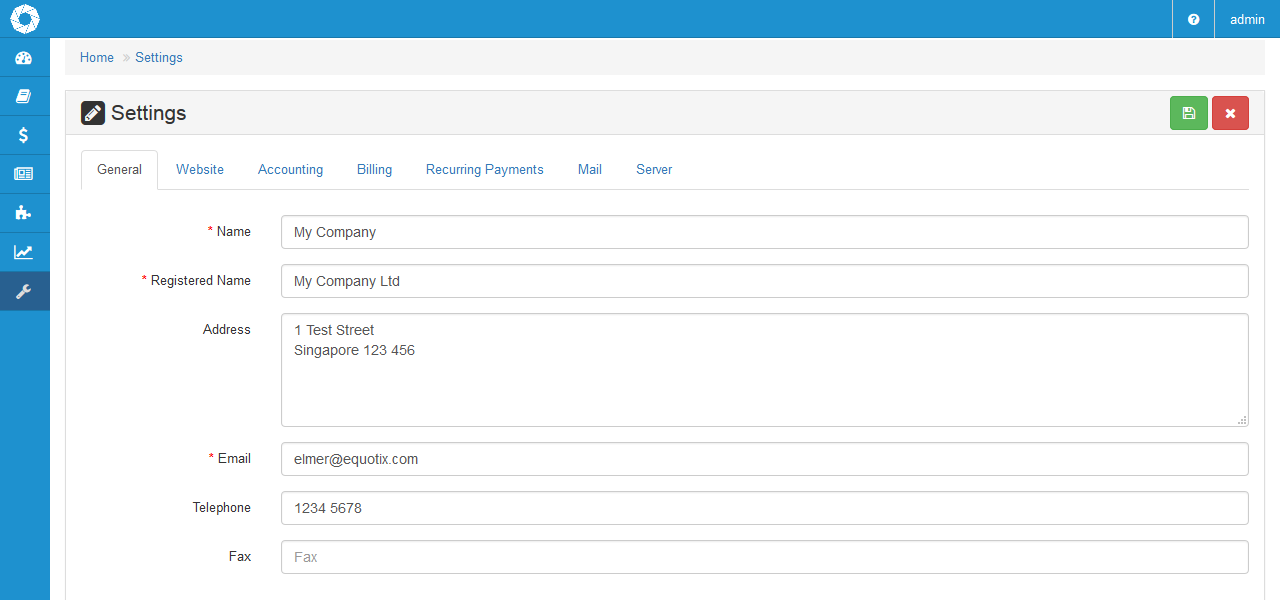 admin
Home » Settings
Settings
General Website Accounting Billing Recurring Payments Mail Server
* Name My Company
* Registered Name My Company Ltd
Address 1 Test Street
Singapore 123 456
* Email elmer@equotix.com
Telephone 1234 5678
Fax Fax